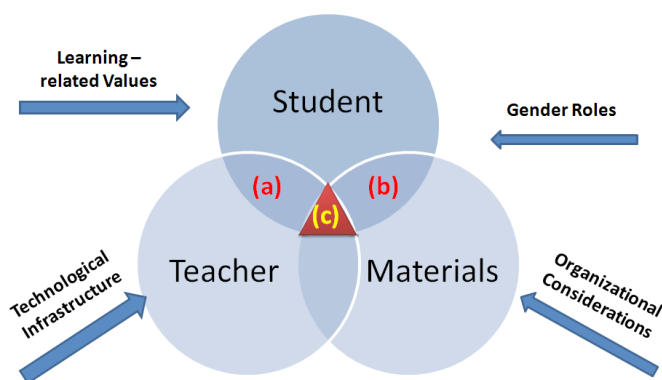 Learning –
related Values
Student
Gender Roles
(a)
(b)
(c)
Teacher
Materials
Technological
Infrastructure
Organizational
Considerations